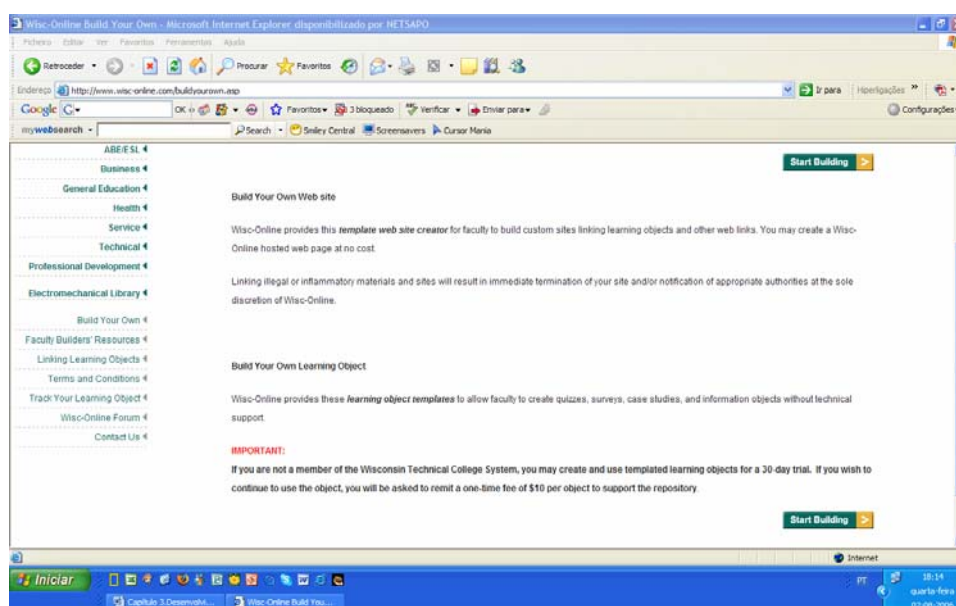 Wisc-Online Build Your Own - Microsoft Internet Explorer disponibilizado por NETSAPO
Ficheiro Editar Ver Favoritos Ferramentas Ajuda
Retroceder Procurar Favoritos
Endereço http://www.wisc-online.com/buildyourown.asp Ir para Hiperligações »
Google G OK Favoritos 3 bloqueado Verificar Enviar para Configurações
mywebsearch Search Smiley Central Screensavers Cursor Mania
ABE/ESL
Business
General Education
Health
Service
Technical
Professional Development
Electromechanical Library
Build Your Own
Faculty Builders' Resources
Linking Learning Objects
Terms and Conditions
Track Your Learning Object
Wisc-Online Forum
Contact Us
Start Building >
Build Your Own Web site
Wisc-Online provides this template web site creator for faculty to build custom sites linking learning objects and other web links. You may create a Wisc-
Online hosted web page at no cost.
Linking illegal or inflammatory materials and sites will result in immediate termination of your site and/or notification of appropriate authorities at the sole
discretion of Wisc-Online.
Build Your Own Learning Object
Wisc-Online provides these learning object templates to allow faculty to create quizzes, surveys, case studies, and information objects without technical
support.
IMPORTANT:
If you are not a member of the Wisconsin Technical College System, you may create and use templated learning objects for a 30-day trial. If you wish to
continue to use the object, you will be asked to remit a one-time fee of $10 per object to support the repository.
Start Building >
Internet
Iniciar PT 18:14
Capítulo 3.Desenvolvi... Wisc-Online Build You... quarta-feira
02-08-2006